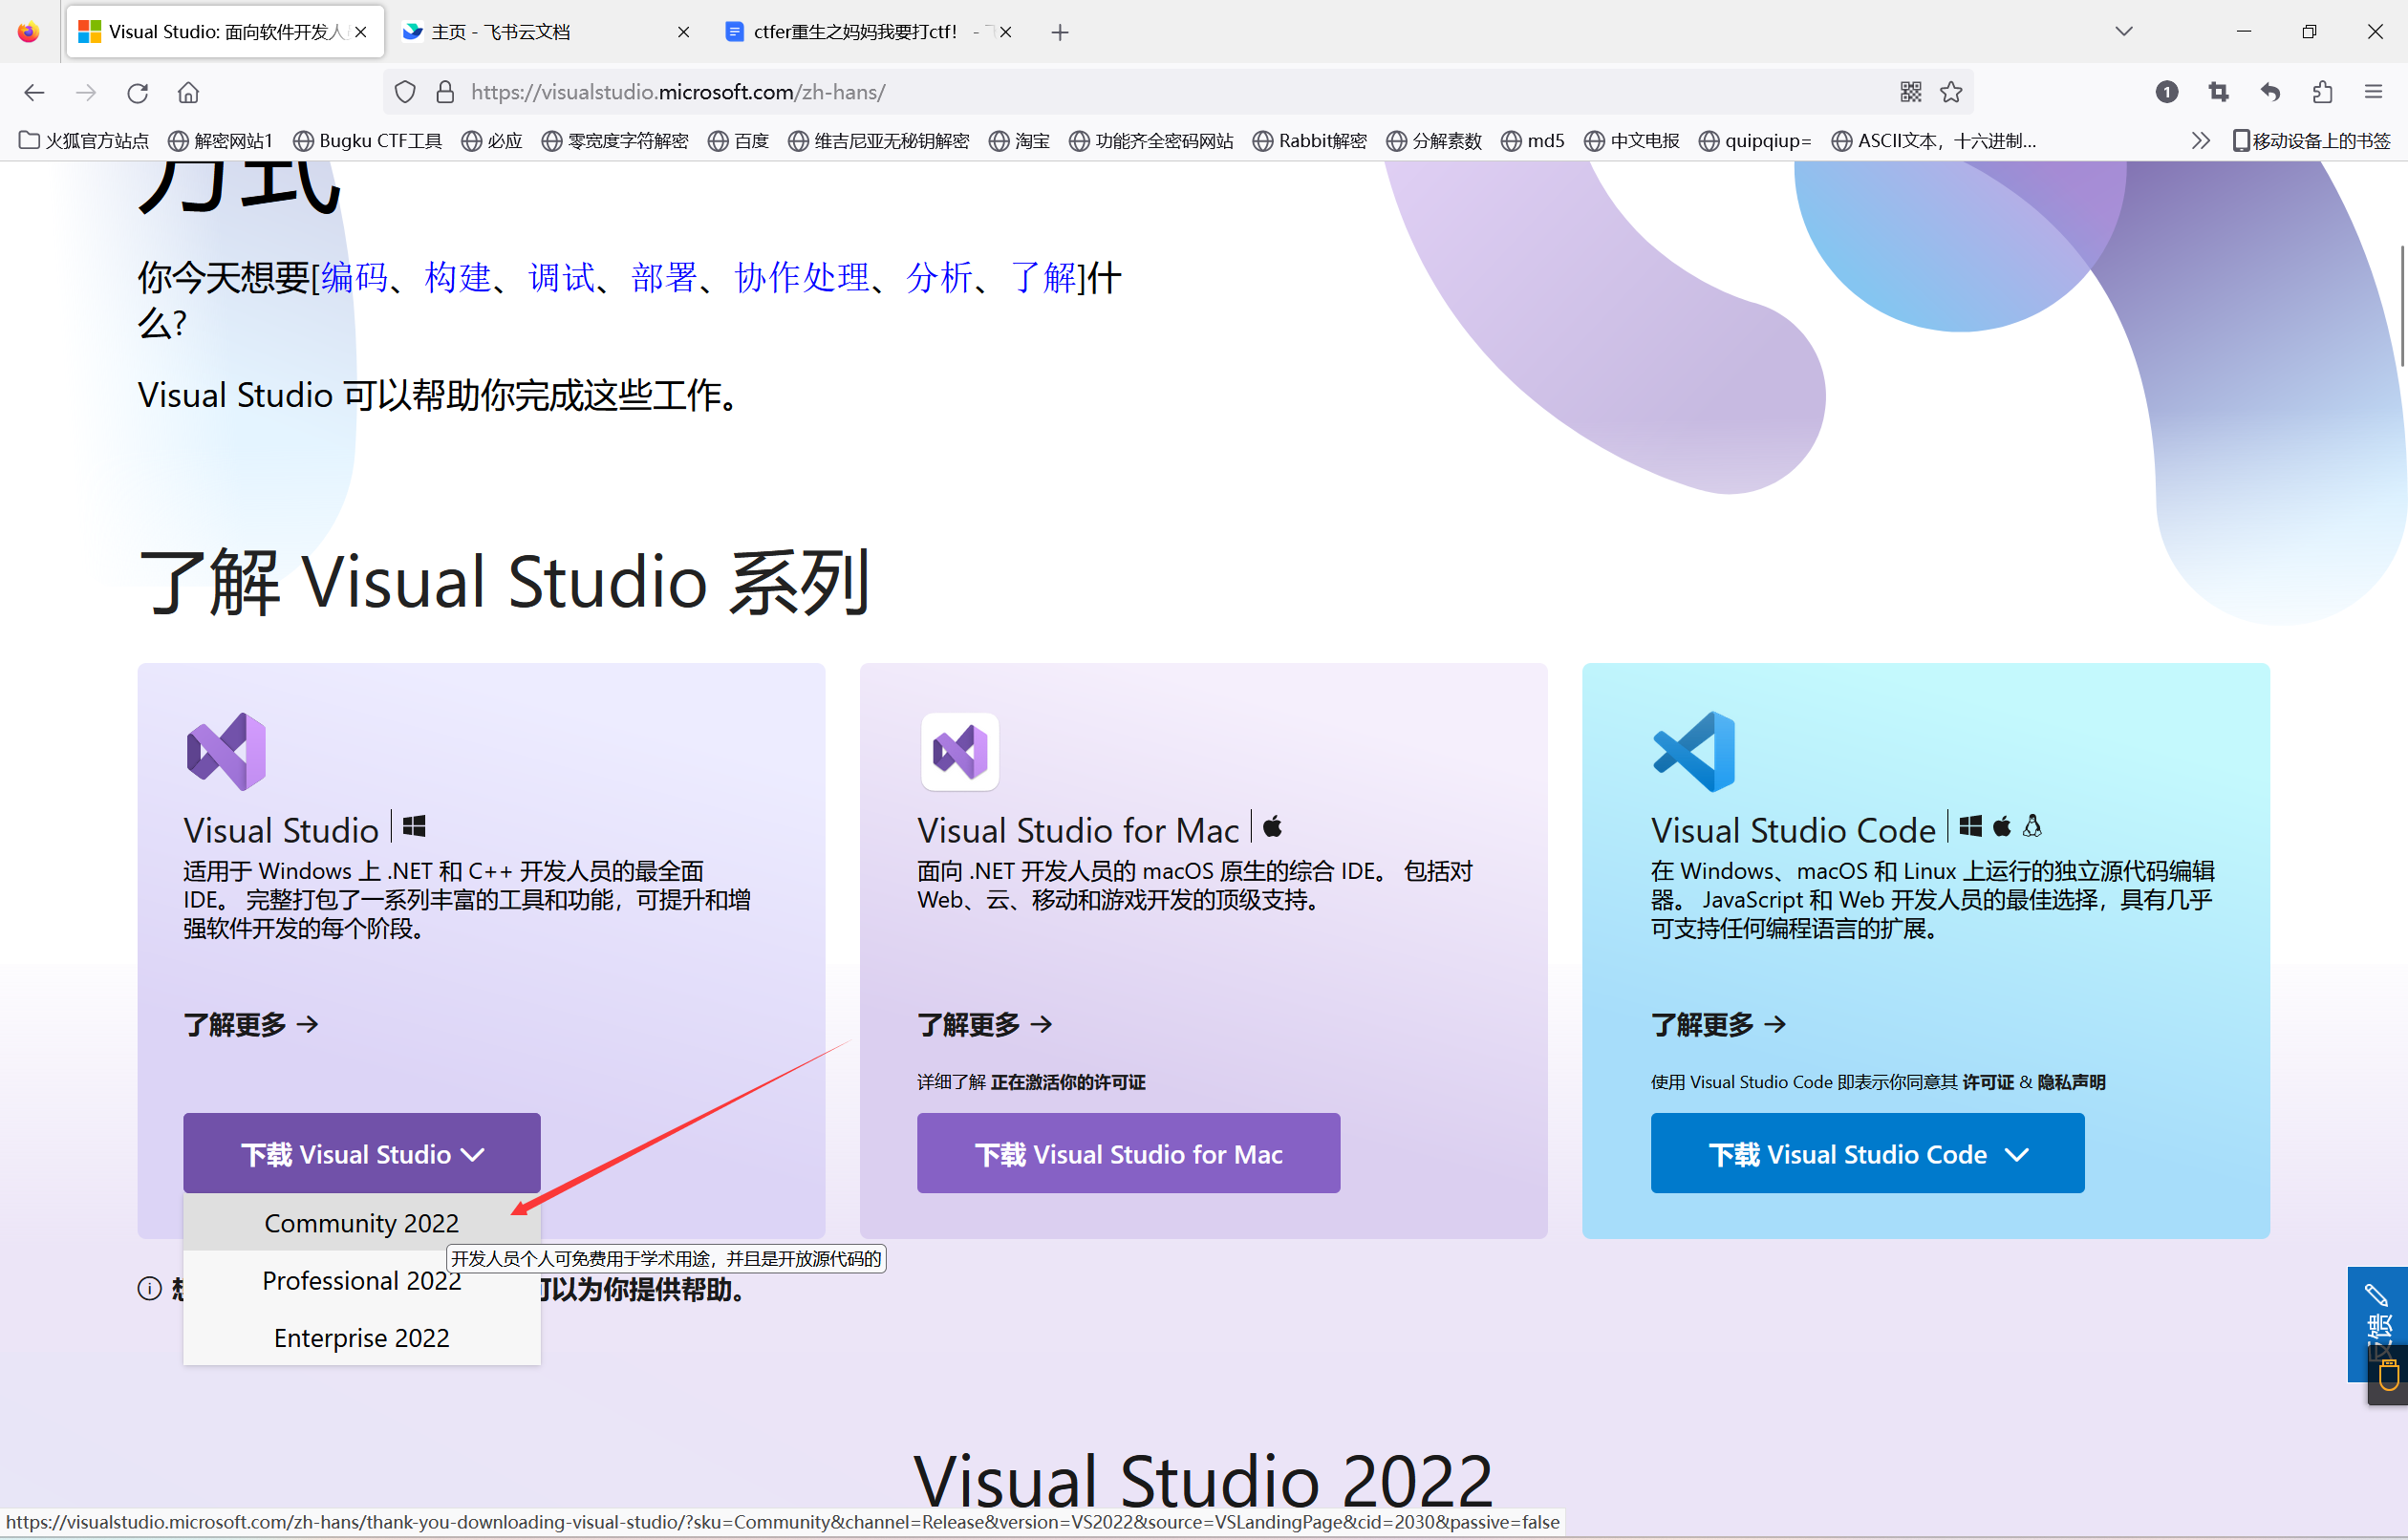 Visual Studio: 面向软件开发人
主页 - 飞书云文档
ctfer重生之妈妈我要打ctf! -
https://visualstudio.microsoft.com/zh-hans/
1
火狐官方站点
解密网站1
Bugku CTF工具
必应
零宽度字符解密
百度
维吉尼亚无秘钥解密
淘宝
功能齐全密码网站
Rabbit解密
分解素数
md5
中文电报
quipqiup=
ASCII文本，十六进制...
移动设备上的书签
方式
你今天想要[编码、构建、调试、部署、协作处理、分析、了解]什
么?
Visual Studio 可以帮助你完成这些工作。
了解 Visual Studio 系列
Visual Studio
适用于 Windows 上 .NET 和 C++ 开发人员的最全面
IDE。 完整打包了一系列丰富的工具和功能，可提升和增
强软件开发的每个阶段。
了解更多
下载 Visual Studio
Community 2022
Professional 2022
Enterprise 2022
开发人员个人可免费用于学术用途，并且是开放源代码的
可以为你提供帮助。
Visual Studio for Mac
面向 .NET 开发人员的 macOS 原生的综合 IDE。 包括对
Web、云、移动和游戏开发的顶级支持。
了解更多
详细了解 正在激活你的许可证
下载 Visual Studio for Mac
Visual Studio Code
在 Windows、macOS 和 Linux 上运行的独立源代码编辑
器。 JavaScript 和 Web 开发人员的最佳选择，具有几乎
可支持任何编程语言的扩展。
了解更多
使用 Visual Studio Code 即表示你同意其 许可证 & 隐私声明
下载 Visual Studio Code
反馈
Visual Studio 2022
https://visualstudio.microsoft.com/zh-hans/thank-you-downloading-visual-studio/?sku=Community&channel=Release&version=VS2022&source=VSLandingPage&cid=2030&passive=false